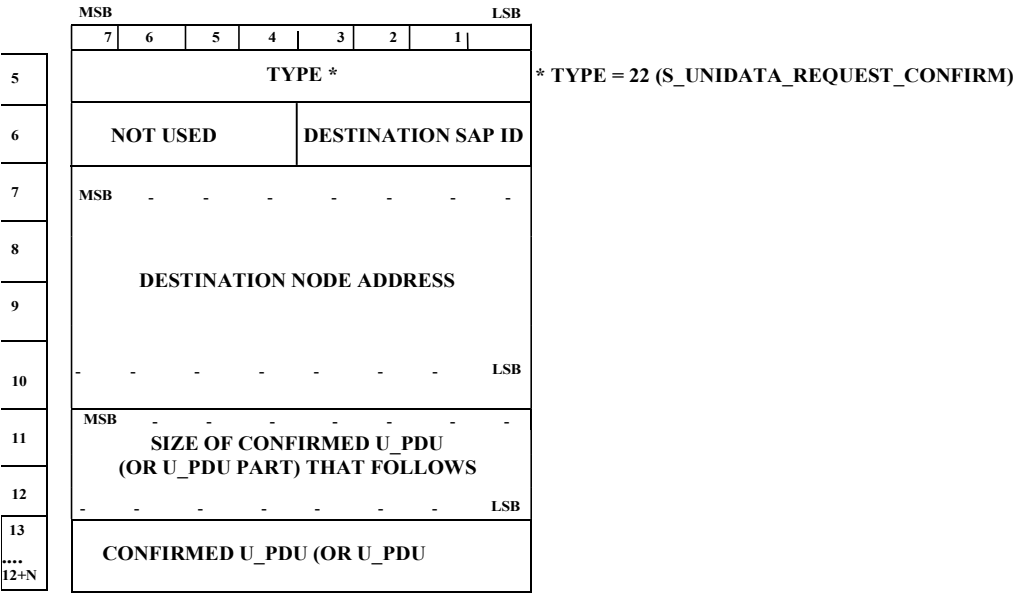 MSB LSB
7 6 5 4 3 2 1
5 TYPE * * TYPE = 22 (S_UNIDATA_REQUEST_CONFIRM)
6 NOT USED DESTINATION SAP ID
7 MSB - - - - - - -
8
DESTINATION NODE ADDRESS
9
10 - - - - - - - LSB
MSB - - - - - - -
11 SIZE OF CONFIRMED U_PDU
(OR U_PDU PART) THAT FOLLOWS
12
- - - - - - - LSB
13
.... CONFIRMED U_PDU (OR U_PDU
12+N